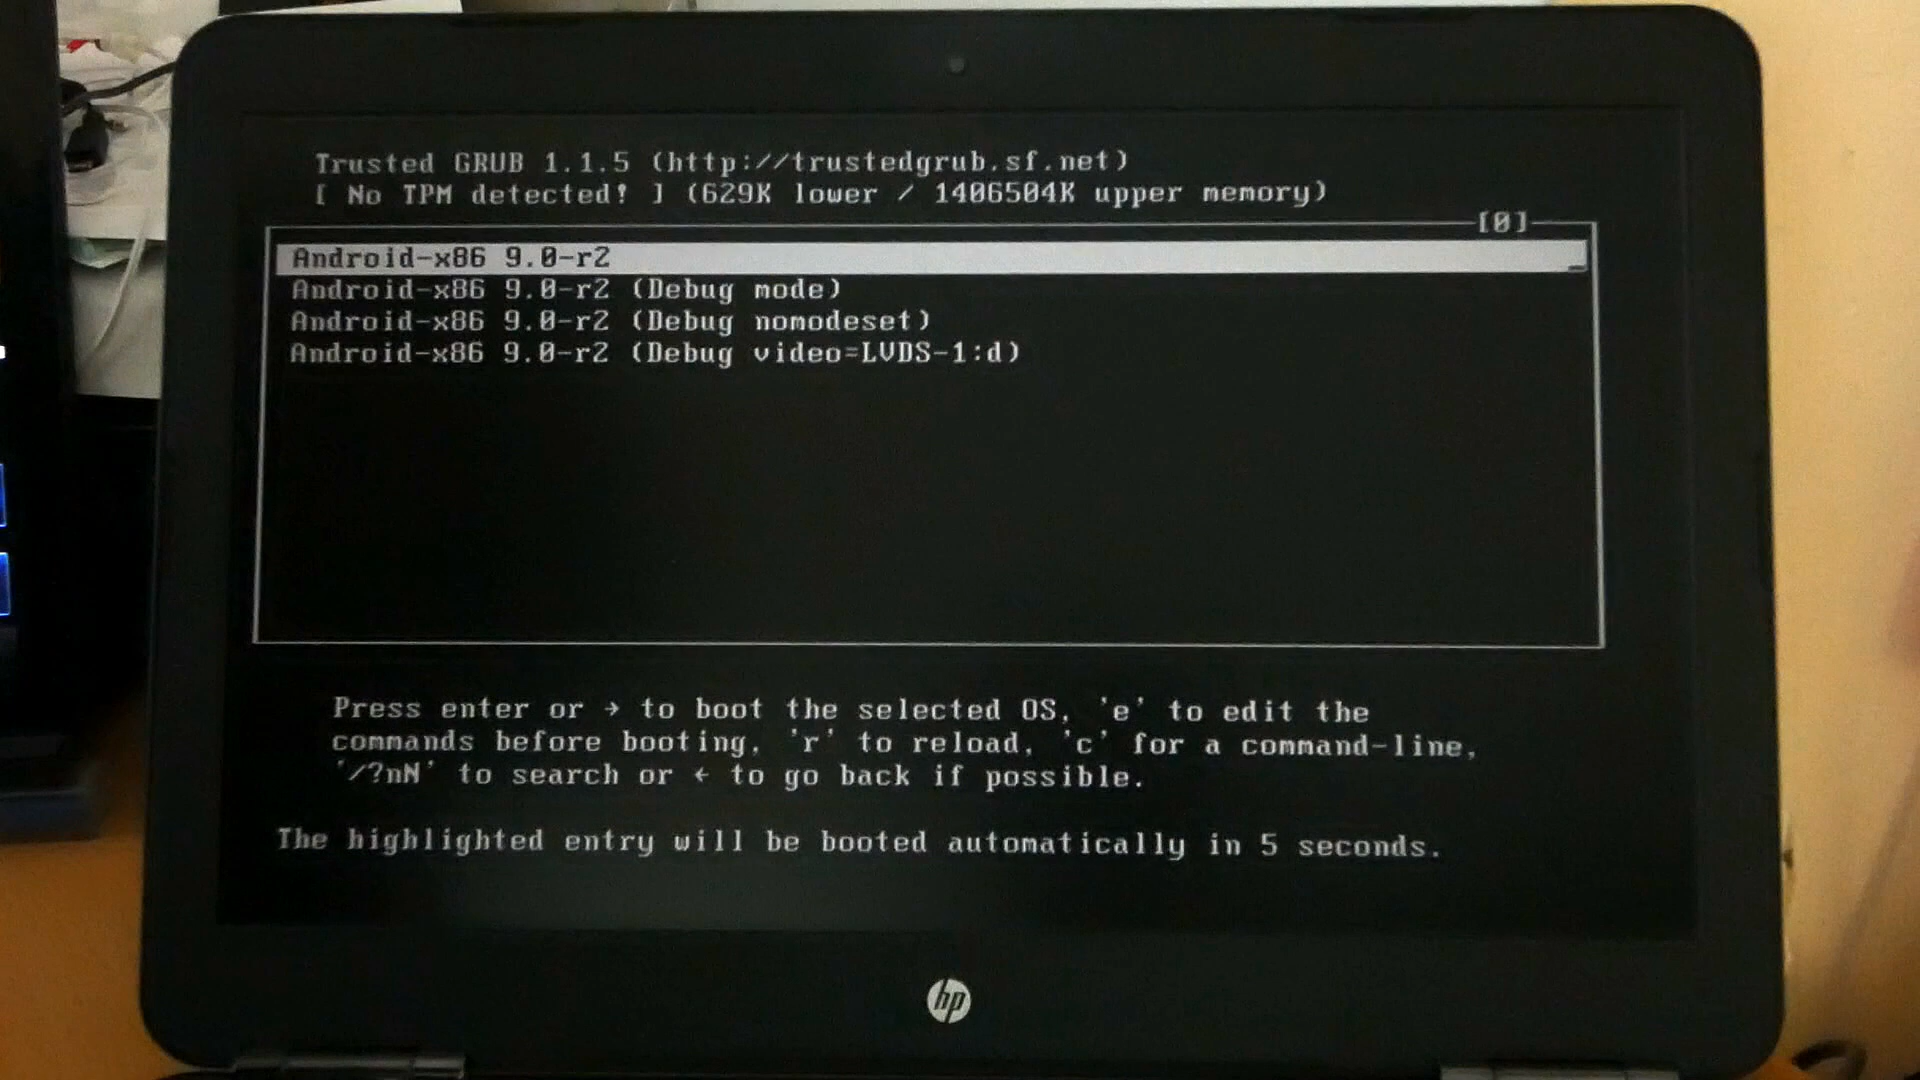 Trusted GRUB 1.1.5 (http://trustedgrub.sf.net)
[ No TPM detected! ] (629K lower / 1406504K upper memory)
[0]
Android-x86 9.0-r2
Android-x86 9.0-r2 (Debug mode)
Android-x86 9.0-r2 (Debug nomodeset)
Android-x86 9.0-r2 (Debug video=LVDS-1:d)
Press enter or → to boot the selected OS, 'e' to edit the
commands before booting, 'r' to reload, 'c' for a command-line,
'/?nN' to search or ← to go back if possible.
The highlighted entry will be booted automatically in 5 seconds.
hp